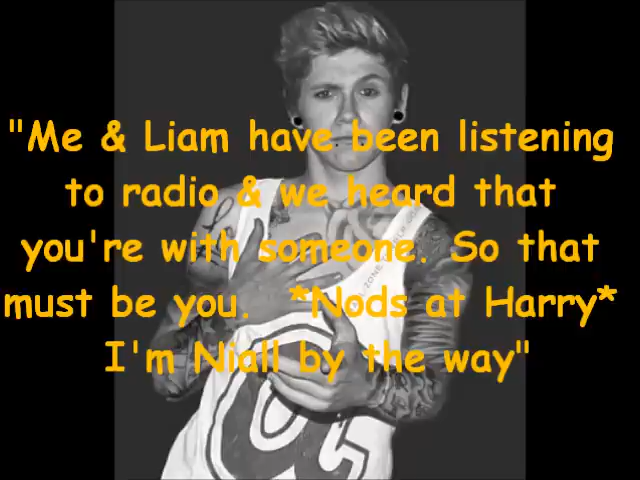 "Me & Liam have been listening
to radio & we heard that
you're with someone. So that
must be you. *Nods at Harry*
I'm Niall by the way"